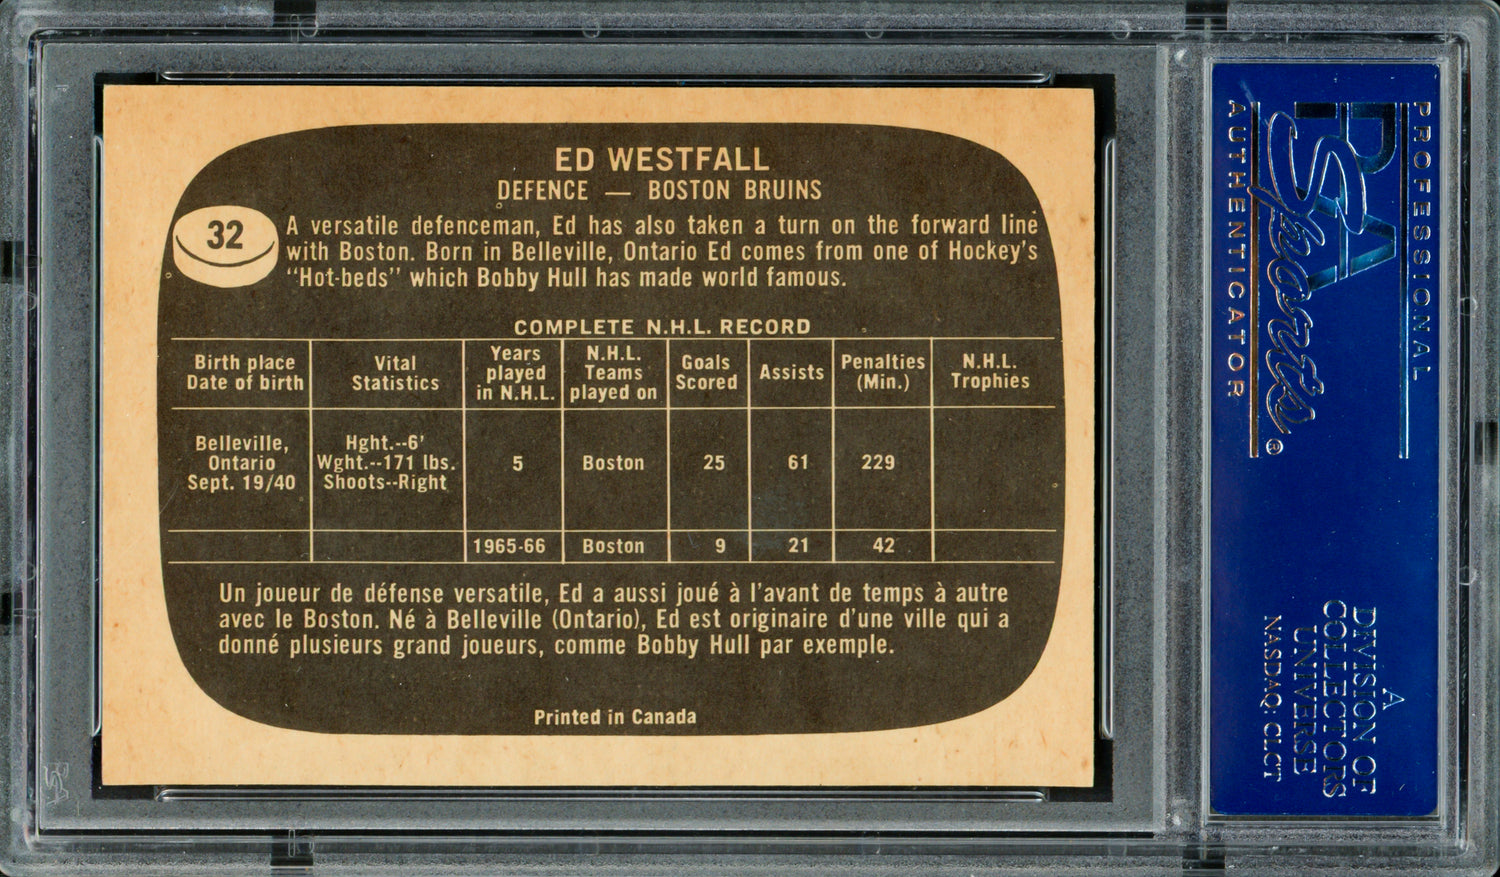 ED WESTFALL
DEFENCE — BOSTON BRUINS
32
A versatile defenceman, Ed has also taken a turn on the forward line
with Boston. Born in Belleville, Ontario Ed comes from one of Hockey's
"Hot-beds" which Bobby Hull has made world famous.
COMPLETE N.H.L. RECORD
Birth place
Date of birth
Vital
Statistics
Years
played
in N.H.L.
N.H.L.
Teams
played on
Goals
Scored
Assists
Penalties
(Min.)
N.H.L.
Trophies
Belleville,
Ontario
Sept. 19/40
Hght.--6'
Wght.--171 lbs.
Shoots--Right
5
Boston
25
61
229
1965-66
Boston
9
21
42
Un joueur de défense versatile, Ed a aussi joué à l'avant de temps à autre
avec le Boston. Né à Belleville (Ontario), Ed est originaire d'une ville qui a
donné plusieurs grand joueurs, comme Bobby Hull par exemple.
Printed in Canada
PROFESSIONAL
PSA
Sports
AUTHENTICATOR
®
A
DIVISION OF
COLLECTORS
UNIVERSE
NASDAQ: CLCT